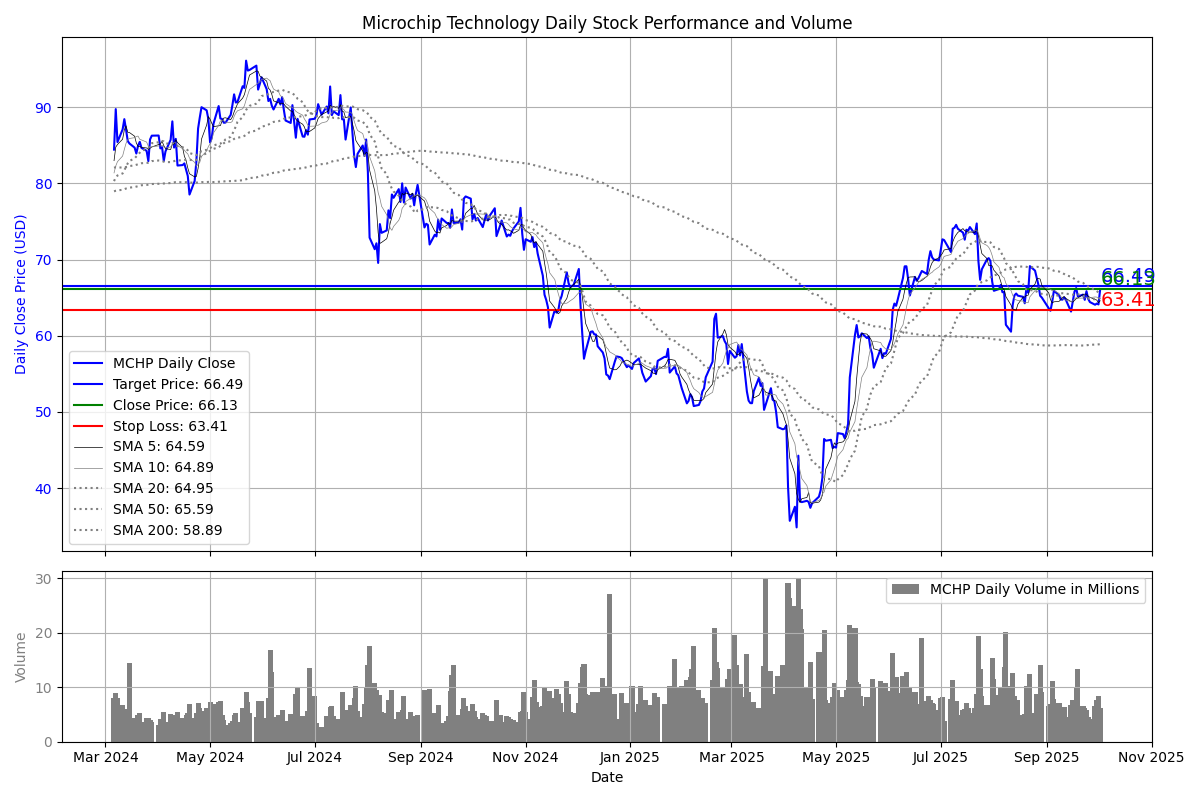 Microchip Technology Daily Stock Performance and Volume
Daily Close Price (USD)
90
80
70
60
50
40
66.49
66.13
63.41
MCHP Daily Close
Target Price: 66.49
Close Price: 66.13
Stop Loss: 63.41
SMA 5: 64.59
SMA 10: 64.89
SMA 20: 64.95
SMA 50: 65.59
SMA 200: 58.89
Volume
30
20
10
0
MCHP Daily Volume in Millions
Mar 2024
May 2024
Jul 2024
Sep 2024
Nov 2024
Jan 2025
Mar 2025
May 2025
Jul 2025
Sep 2025
Nov 2025
Date